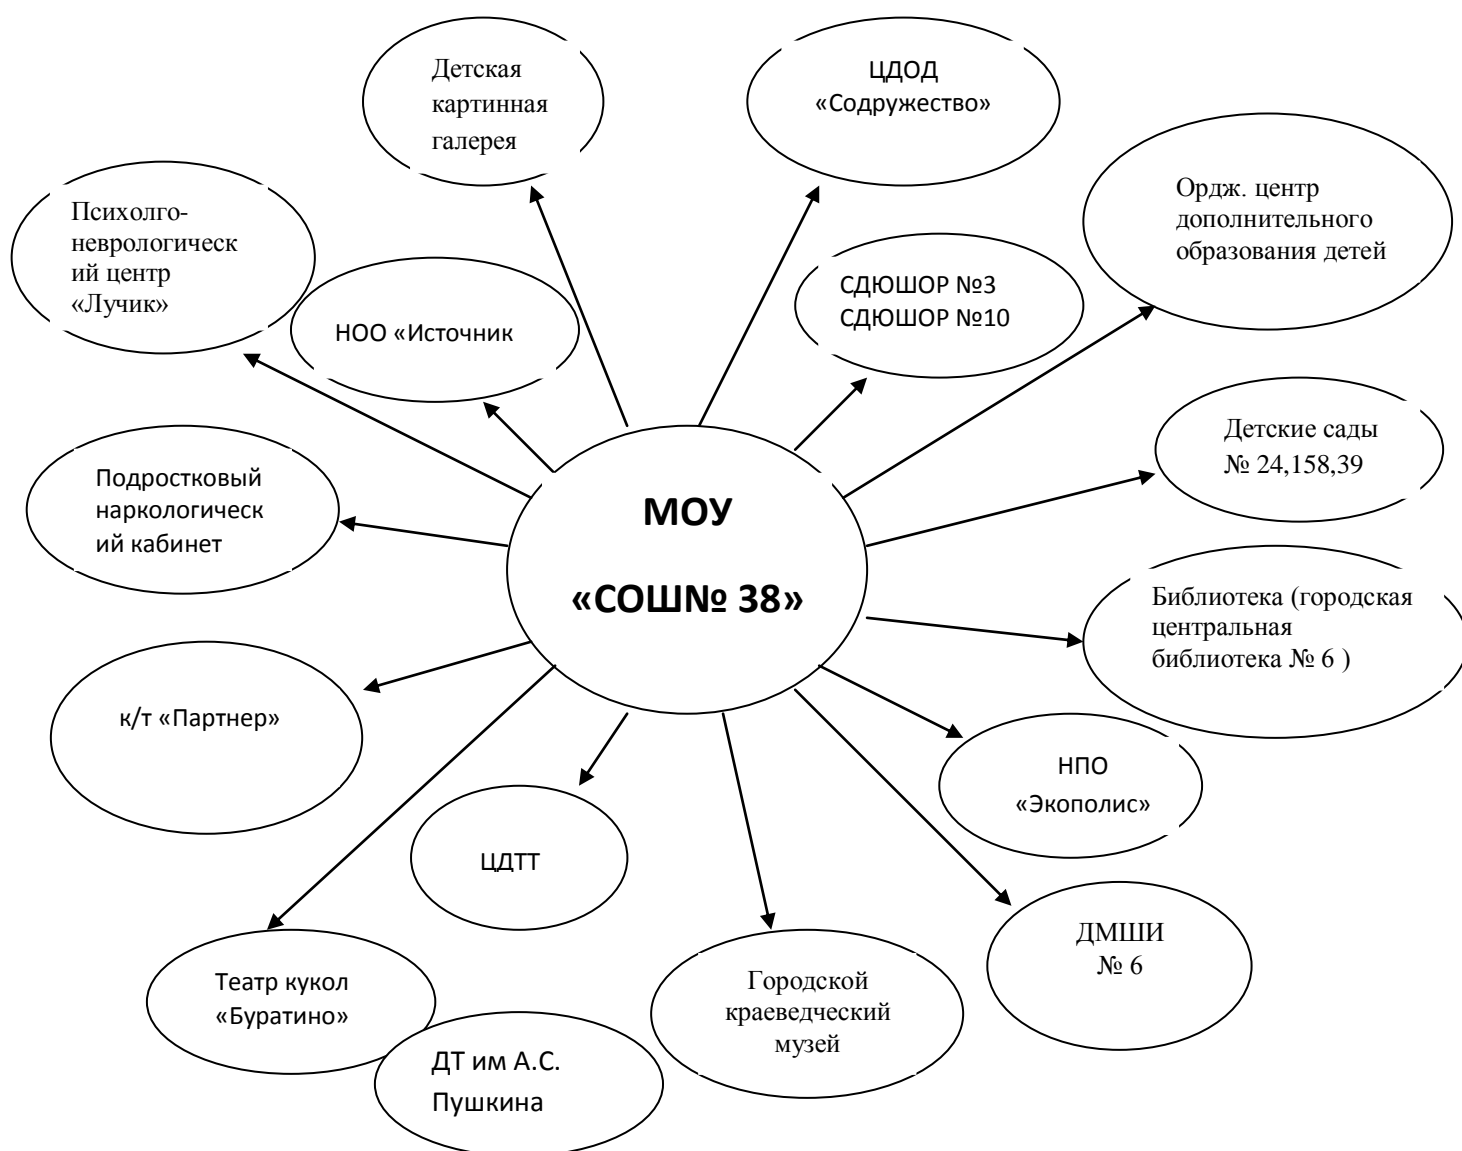 Детская
картинная
галерея
ЦДОД
«Содружество»
Ордж. центр
дополнительного
образования детей
Психолго-
неврологическ
ий центр
«Лучик»
НОО «Источник
СДЮШОР №3
СДЮШОР №10
Детские сады
№ 24,158,39
Подростковый
наркологическ
ий кабинет
МОУ
«СОШ№ 38»
Библиотека (городская
центральная
библиотека № 6 )
к/т «Партнер»
НПО
«Экополис»
ЦДТТ
ДМШИ
№ 6
Театр кукол
«Буратино»
Городской
краеведческий
музей
ДТ им А.С.
Пушкина